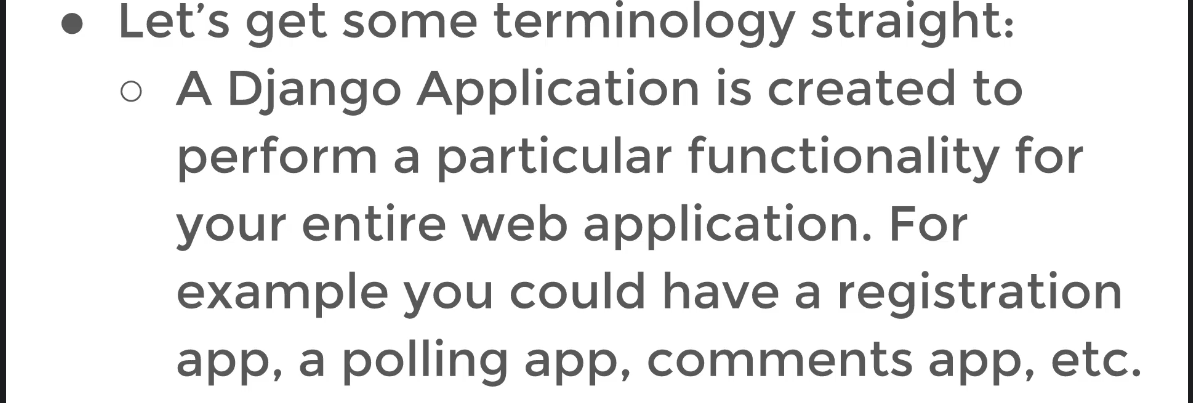 ● Let’s get some terminology straight:
○ A Django Application is created to
perform a particular functionality for
your entire web application. For
example you could have a registration
app, a polling app, comments app, etc.